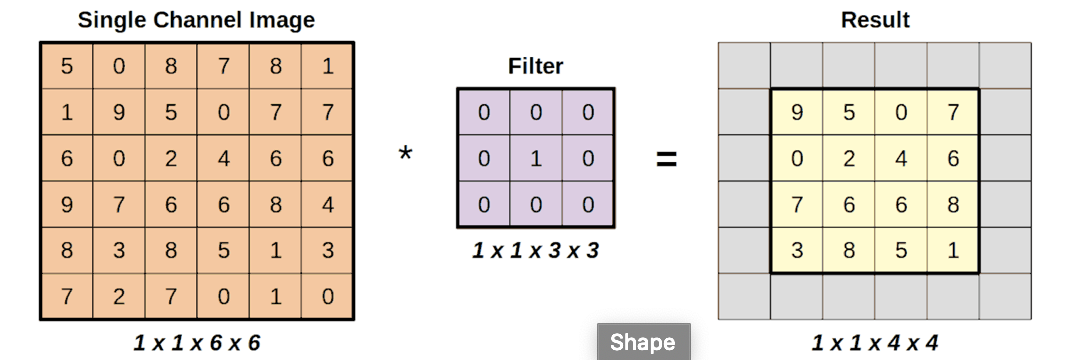 Single Channel Image
5 0 8 7 8 1
1 9 5 0 7 7
6 0 2 4 6 6
9 7 6 6 8 4
8 3 8 5 1 3
7 2 7 0 1 0
1 x 1 x 6 x 6
*
Filter
0 0 0
0 1 0
0 0 0
1 x 1 x 3 x 3
=
Result
9 5 0 7
0 2 4 6
7 6 6 8
3 8 5 1
1 x 1 x 4 x 4
Shape